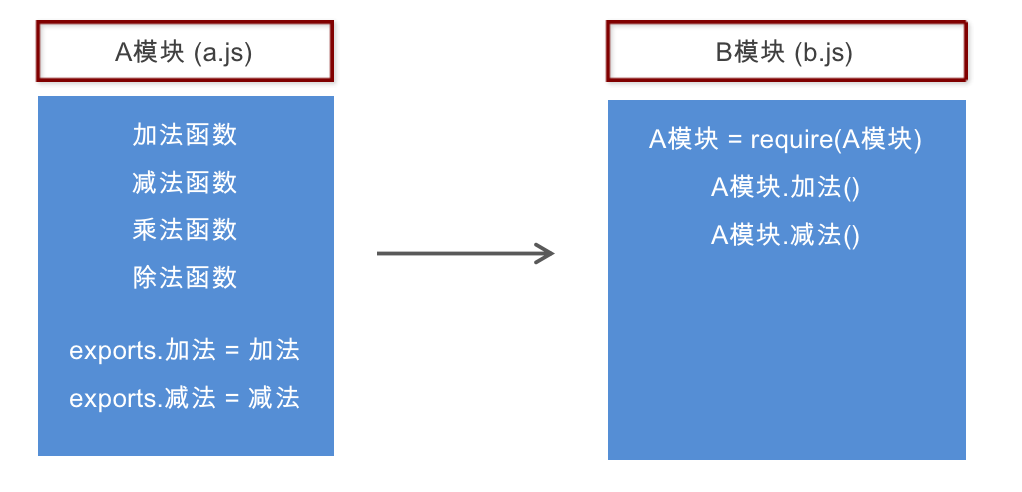 A模块 (a.js)
加法函数
减法函数
乘法函数
除法函数
exports.加法 = 加法
exports.减法 = 减法
B模块 (b.js)
A模块 = require(A模块)
A模块.加法()
A模块.减法()